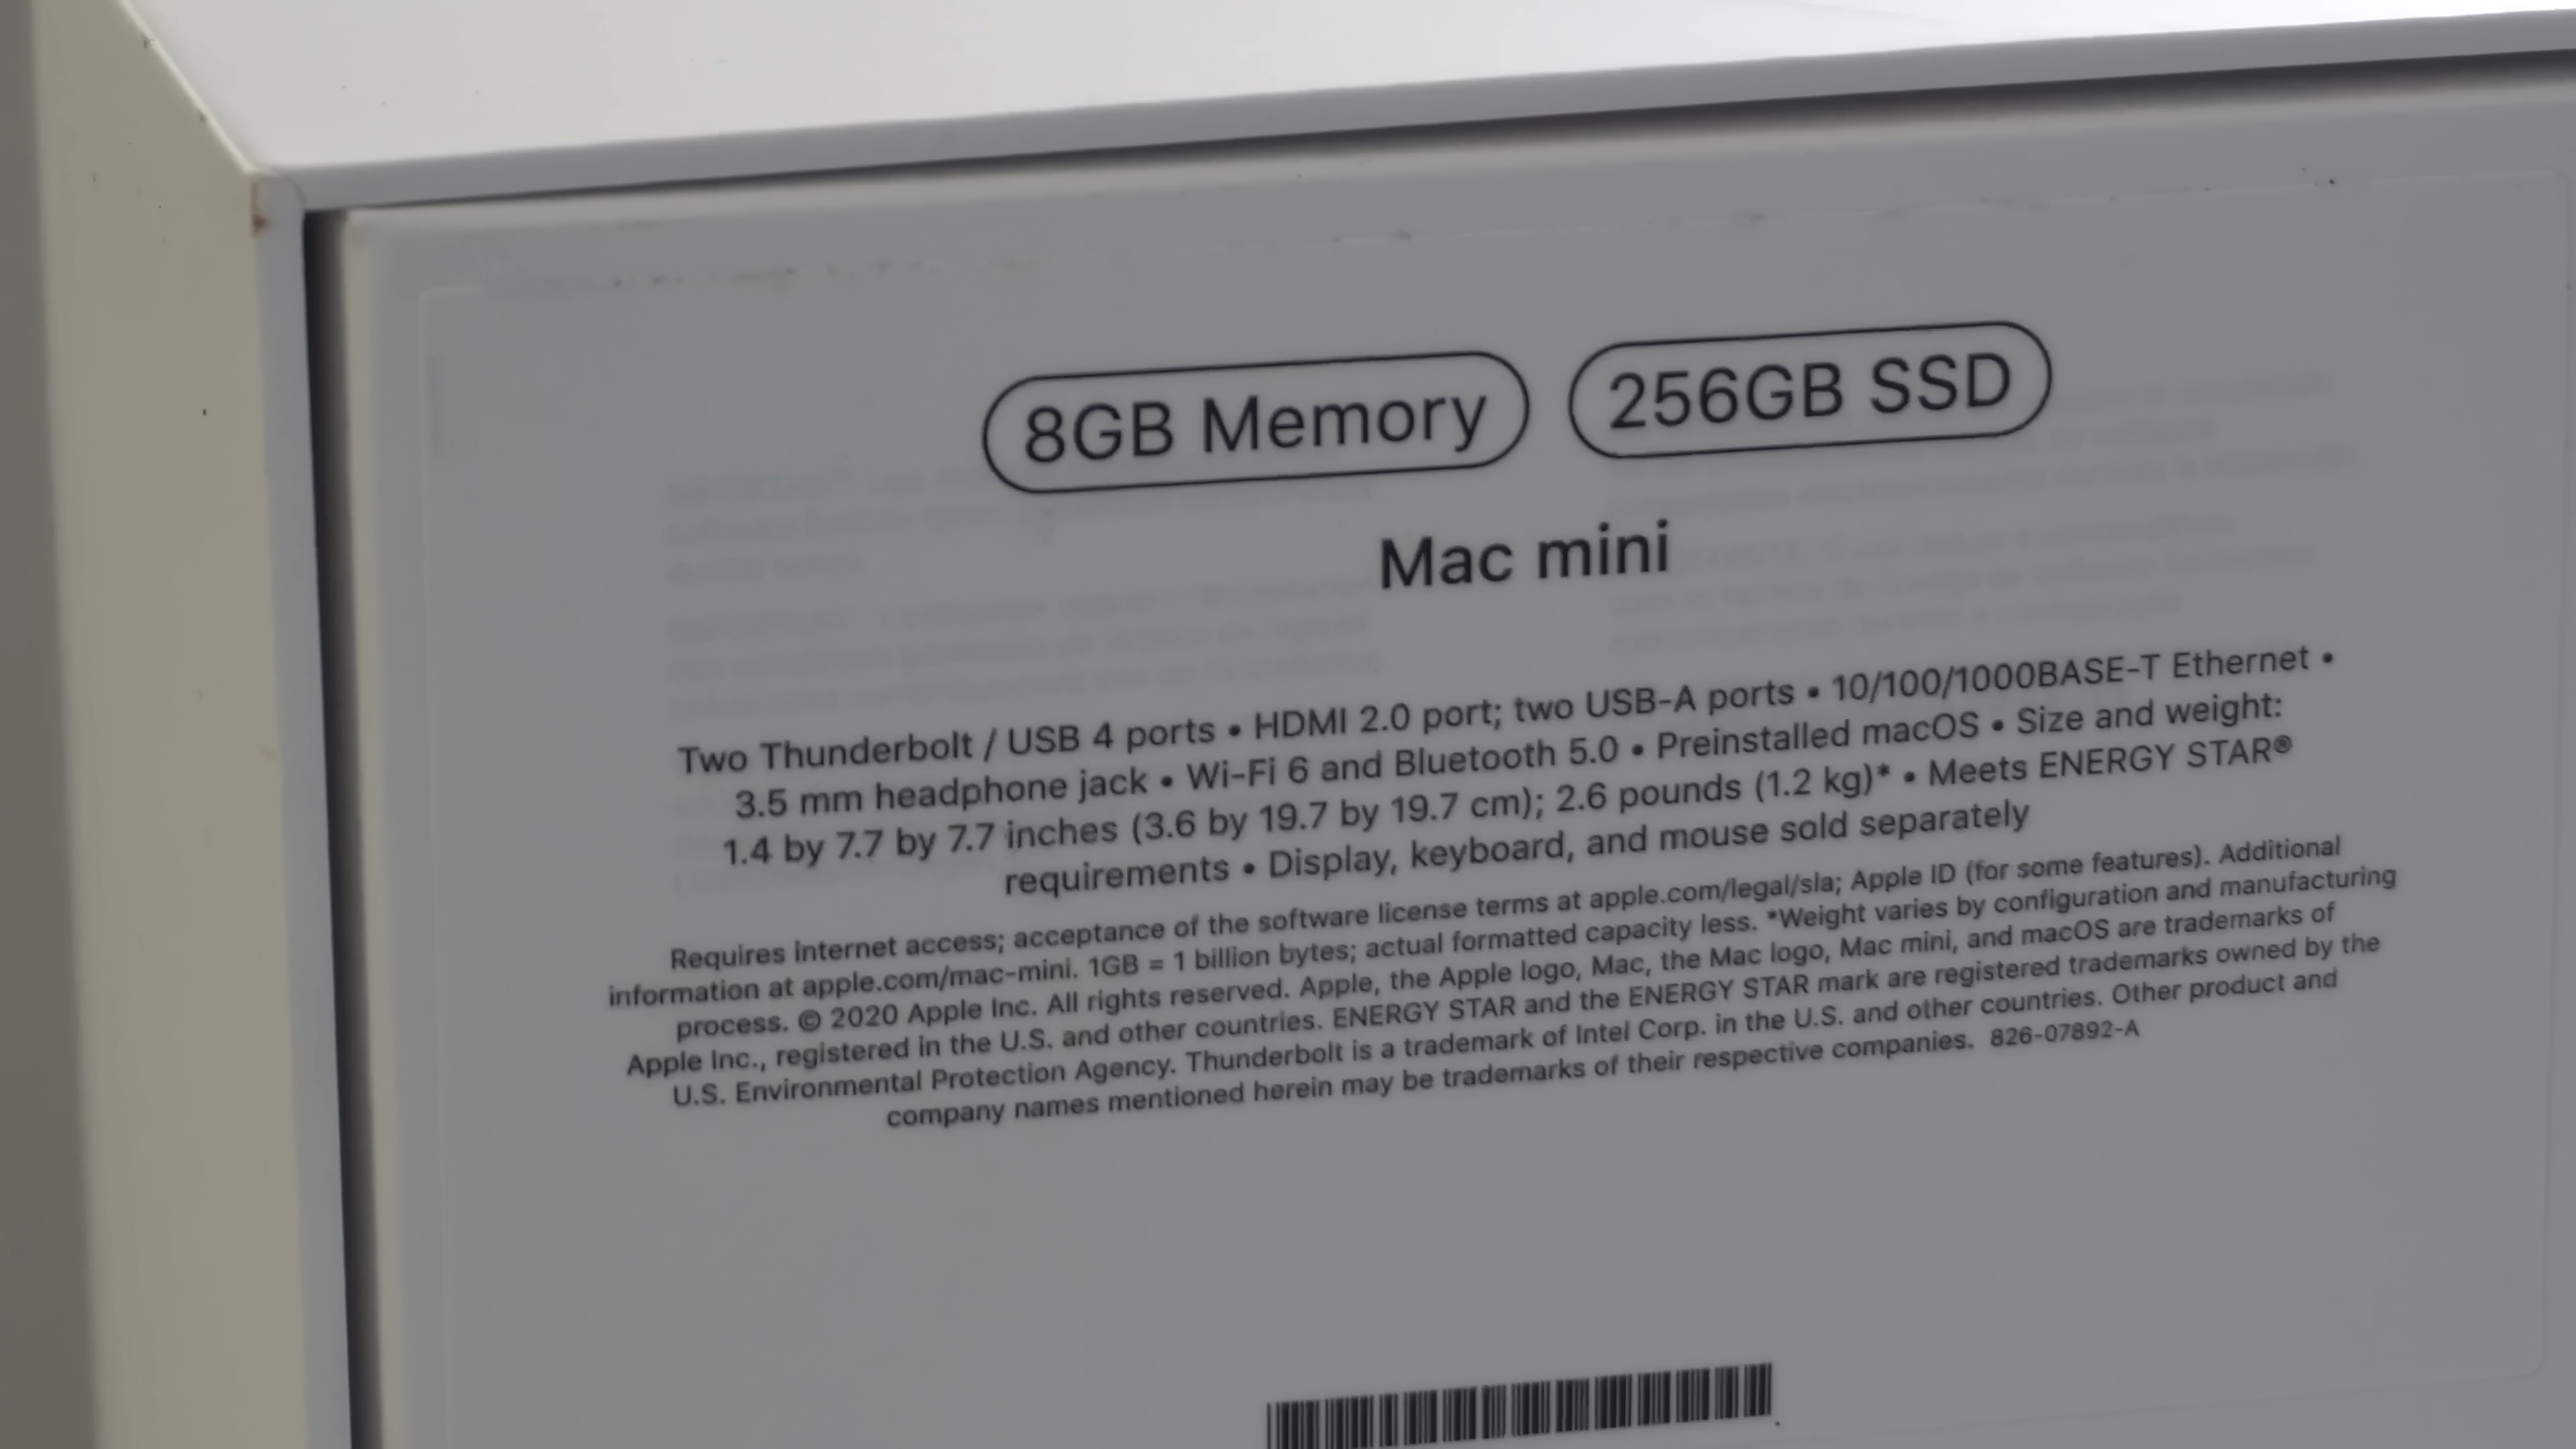 8GB Memory 256GB SSD
Mac mini
Two Thunderbolt / USB 4 ports • HDMI 2.0 port; two USB-A ports • 10/100/1000BASE-T Ethernet •
3.5 mm headphone jack • Wi-Fi 6 and Bluetooth 5.0 • Preinstalled macOS • Size and weight:
1.4 by 7.7 by 7.7 inches (3.6 by 19.7 by 19.7 cm); 2.6 pounds (1.2 kg)* • Meets ENERGY STAR®
requirements • Display, keyboard, and mouse sold separately
Requires internet access; acceptance of the software license terms at apple.com/legal/sla; Apple ID (for some features). Additional
information at apple.com/mac-mini. 1GB = 1 billion bytes; actual formatted capacity less. *Weight varies by configuration and manufacturing
process. © 2020 Apple Inc. All rights reserved. Apple, the Apple logo, Mac, the Mac logo, Mac mini, and macOS are trademarks of
Apple Inc., registered in the U.S. and other countries. ENERGY STAR and the ENERGY STAR mark are registered trademarks owned by the
U.S. Environmental Protection Agency. Thunderbolt is a trademark of Intel Corp. in the U.S. and other countries. Other product and
company names mentioned herein may be trademarks of their respective companies. 826-07892-A